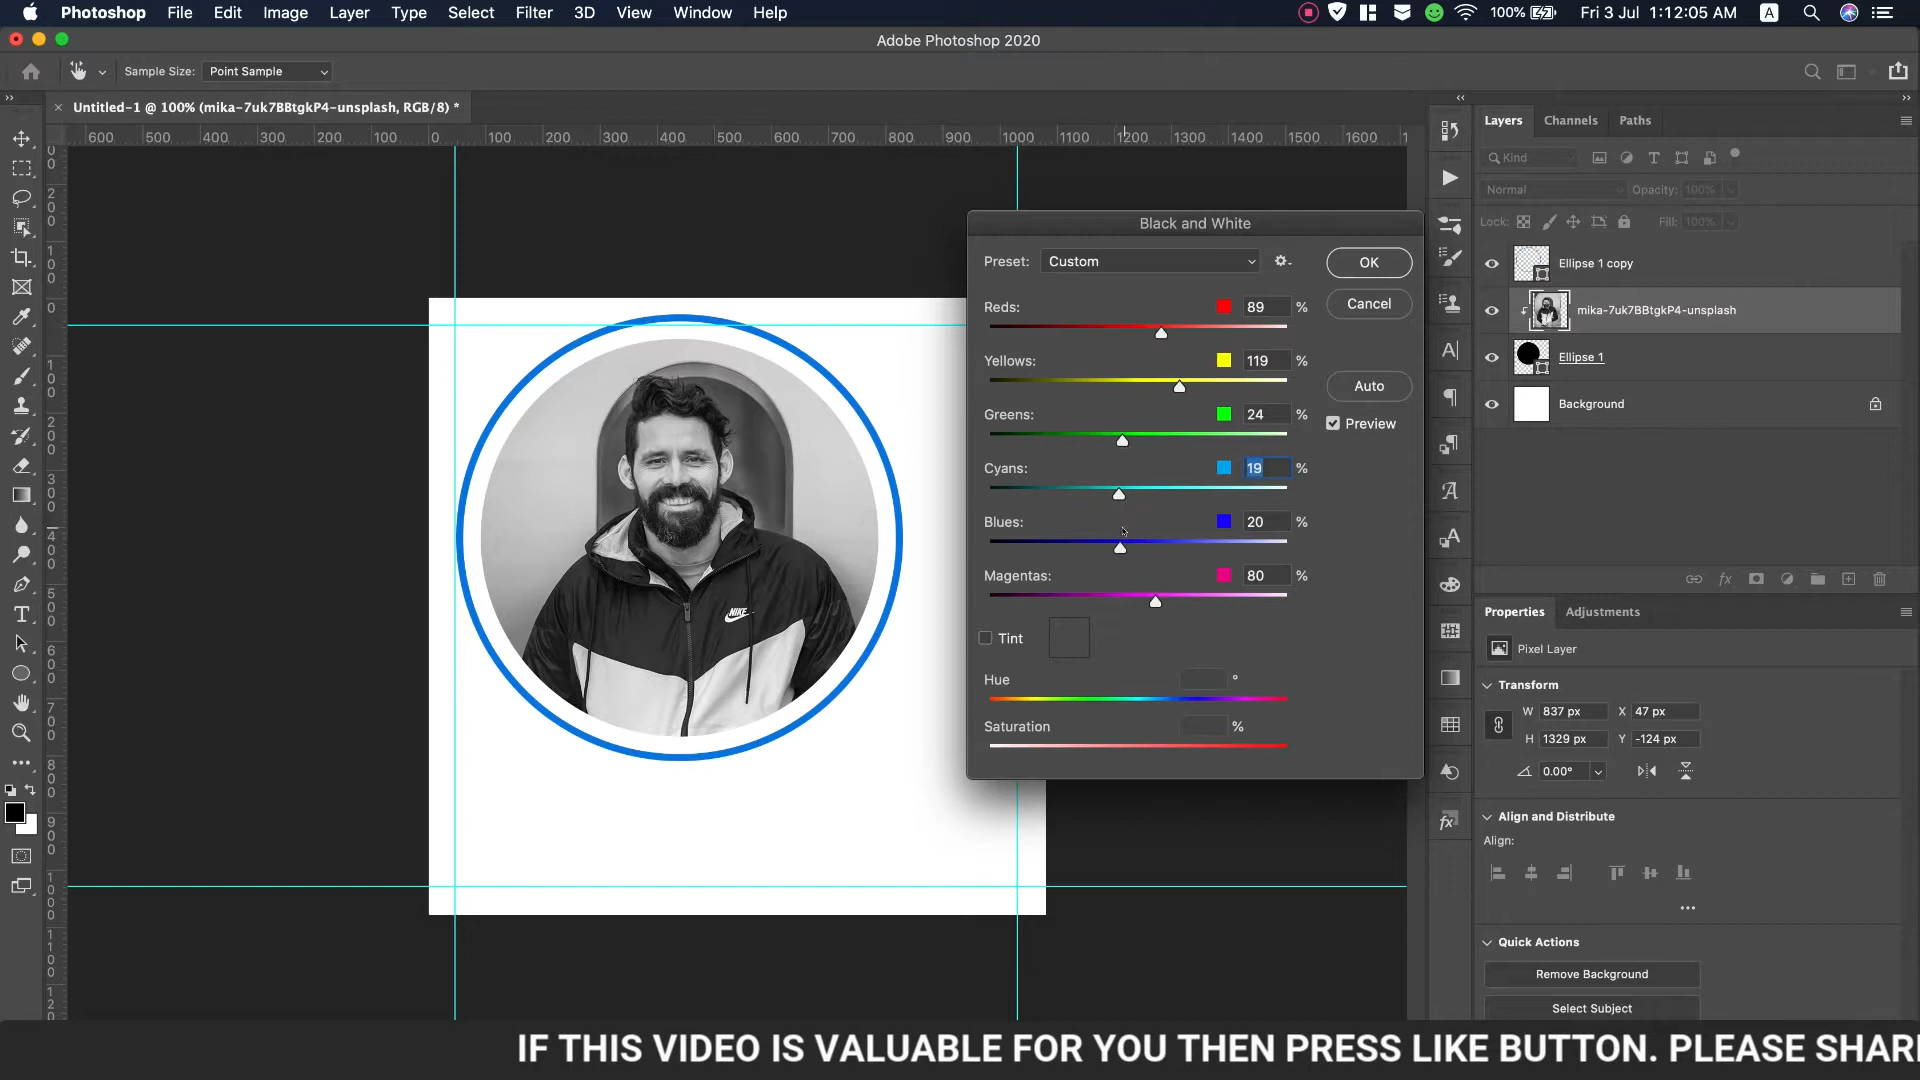 Photoshop File Edit Image Layer Type Select Filter 3D View Window Help 100% Fri 3 Jul 1:12:05 AM A
Adobe Photoshop 2020
Sample Size: Point Sample
Untitled-1 @ 100% (mika-7uk7BBtgkP4-unsplash, RGB/8) *
600 500 400 300 200 100 0 100 200 300 400 500 600 700 800 900 1000 1100 1200 1300 1400 1500 1600 1
Layers Channels Paths
Kind
Normal Opacity: 100%
Lock: Fill: 100%
Ellipse 1 copy
mika-7uk7BBtgkP4-unsplash
Ellipse 1
Background
Black and White
Preset: Custom
OK
Cancel
Auto
Preview
Reds: 89 %
Yellows: 119 %
Greens: 24 %
Cyans: 19 %
Blues: 20 %
Magentas: 80 %
Tint
Hue °
Saturation %
NIKE
Properties Adjustments
Pixel Layer
Transform
W 837 px X 47 px
H 1329 px Y -124 px
0.00°
Align and Distribute
Align:
Quick Actions
Remove Background
Select Subject
IF THIS VIDEO IS VALUABLE FOR YOU THEN PRESS LIKE BUTTON. PLEASE SHAR